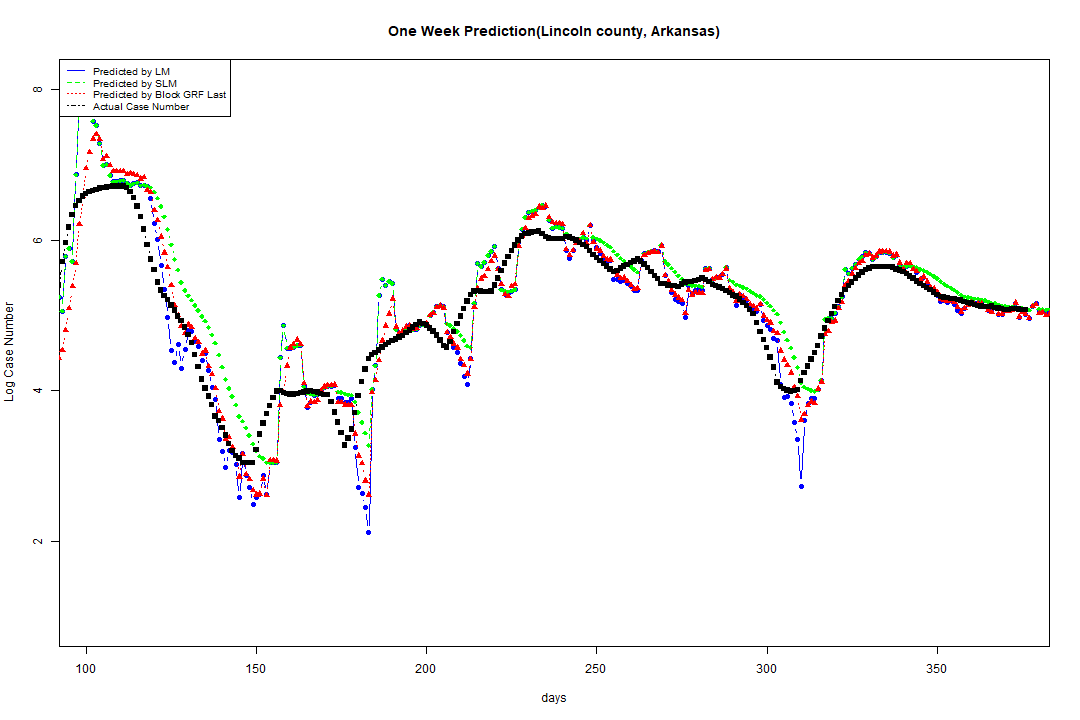 One Week Prediction(Lincoln county, Arkansas)
Predicted by LM
Predicted by SLM
Predicted by Block GRF Last
Actual Case Number
Log Case Number
8
6
4
2
100 150 200 250 300 350
days